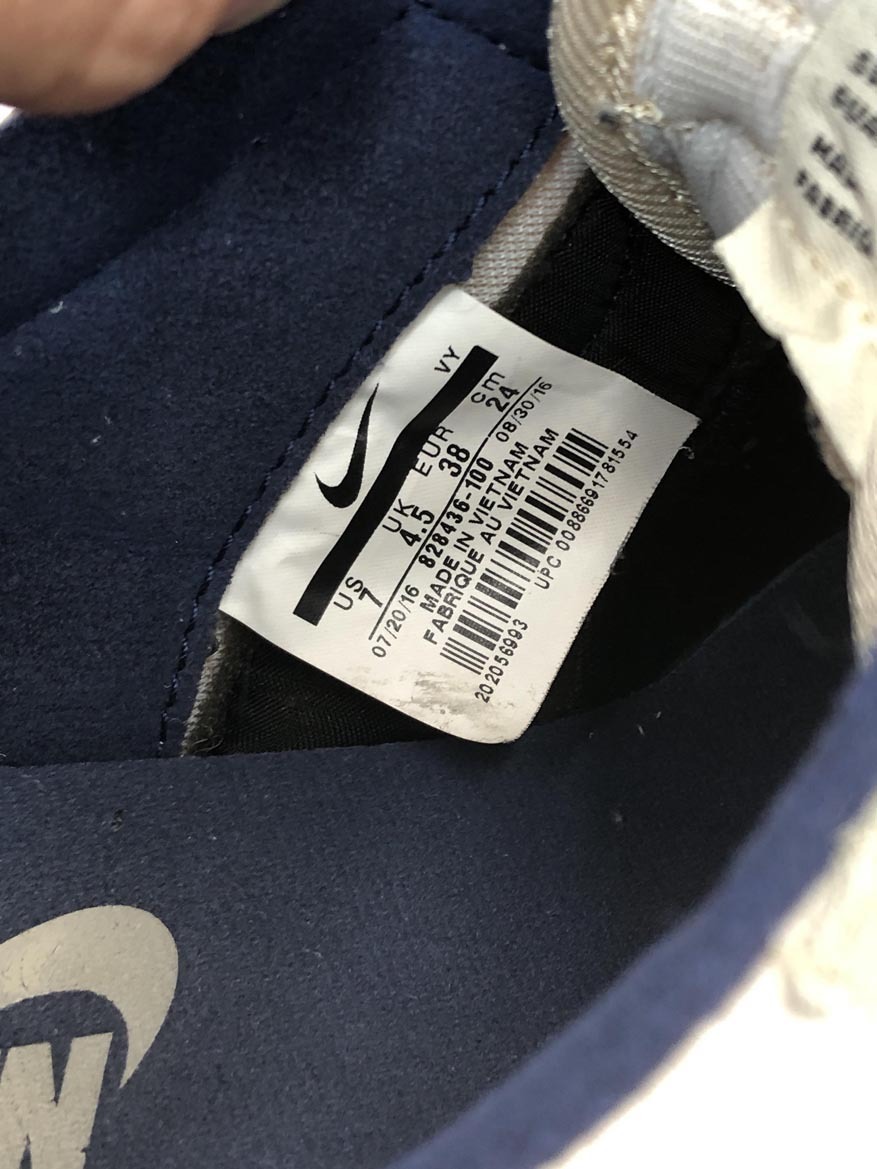 VY
US UK EUR cm
7 4.5 38 24
07/20/16 828436-100 08/30/16
MADE IN VIETNAM
FABRIQUE AU VIETNAM
202056993 UPC 00886691781554